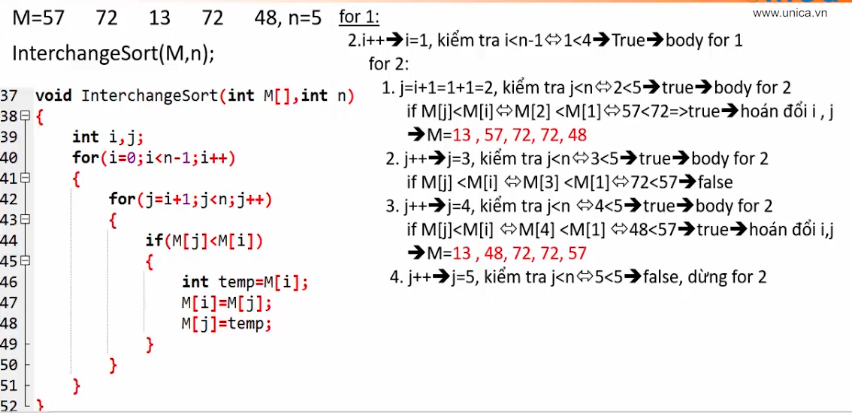 www.unica.vn
M=57 72 13 72 48, n=5
InterchangeSort(M,n);
37 void InterchangeSort(int M[],int n)
38 {
39 int i,j;
40 for(i=0;i<n-1;i++)
41 {
42 for(j=i+1;j<n;j++)
43 {
44 if(M[j]<M[i])
45 {
46 int temp=M[i];
47 M[i]=M[j];
48 M[j]=temp;
49 }
50 }
51 }
52 }
for 1:
2.i++➔i=1, kiểm tra i<n-1⇔1<4➔True➔body for 1
for 2:
1. j=i+1=1+1=2, kiểm tra j<n⇔2<5➔true➔body for 2
if M[j]<M[i]⇔M[2] <M[1]⇔57<72=>true➔hoán đổi i , j
➔M=13 , 57, 72, 72, 48
2. j++➔j=3, kiểm tra j<n⇔3<5➔true➔body for 2
if M[j] <M[i] ⇔M[3] <M[1]⇔72<57➔false
3. j++➔j=4, kiểm tra j<n ⇔4<5➔true➔body for 2
if M[j]<M[i] ⇔M[4] <M[1] ⇔48<57➔true➔hoán đổi i,j
➔M=13 , 48, 72, 72, 57
4. j++➔j=5, kiểm tra j<n⇔5<5➔false, dừng for 2